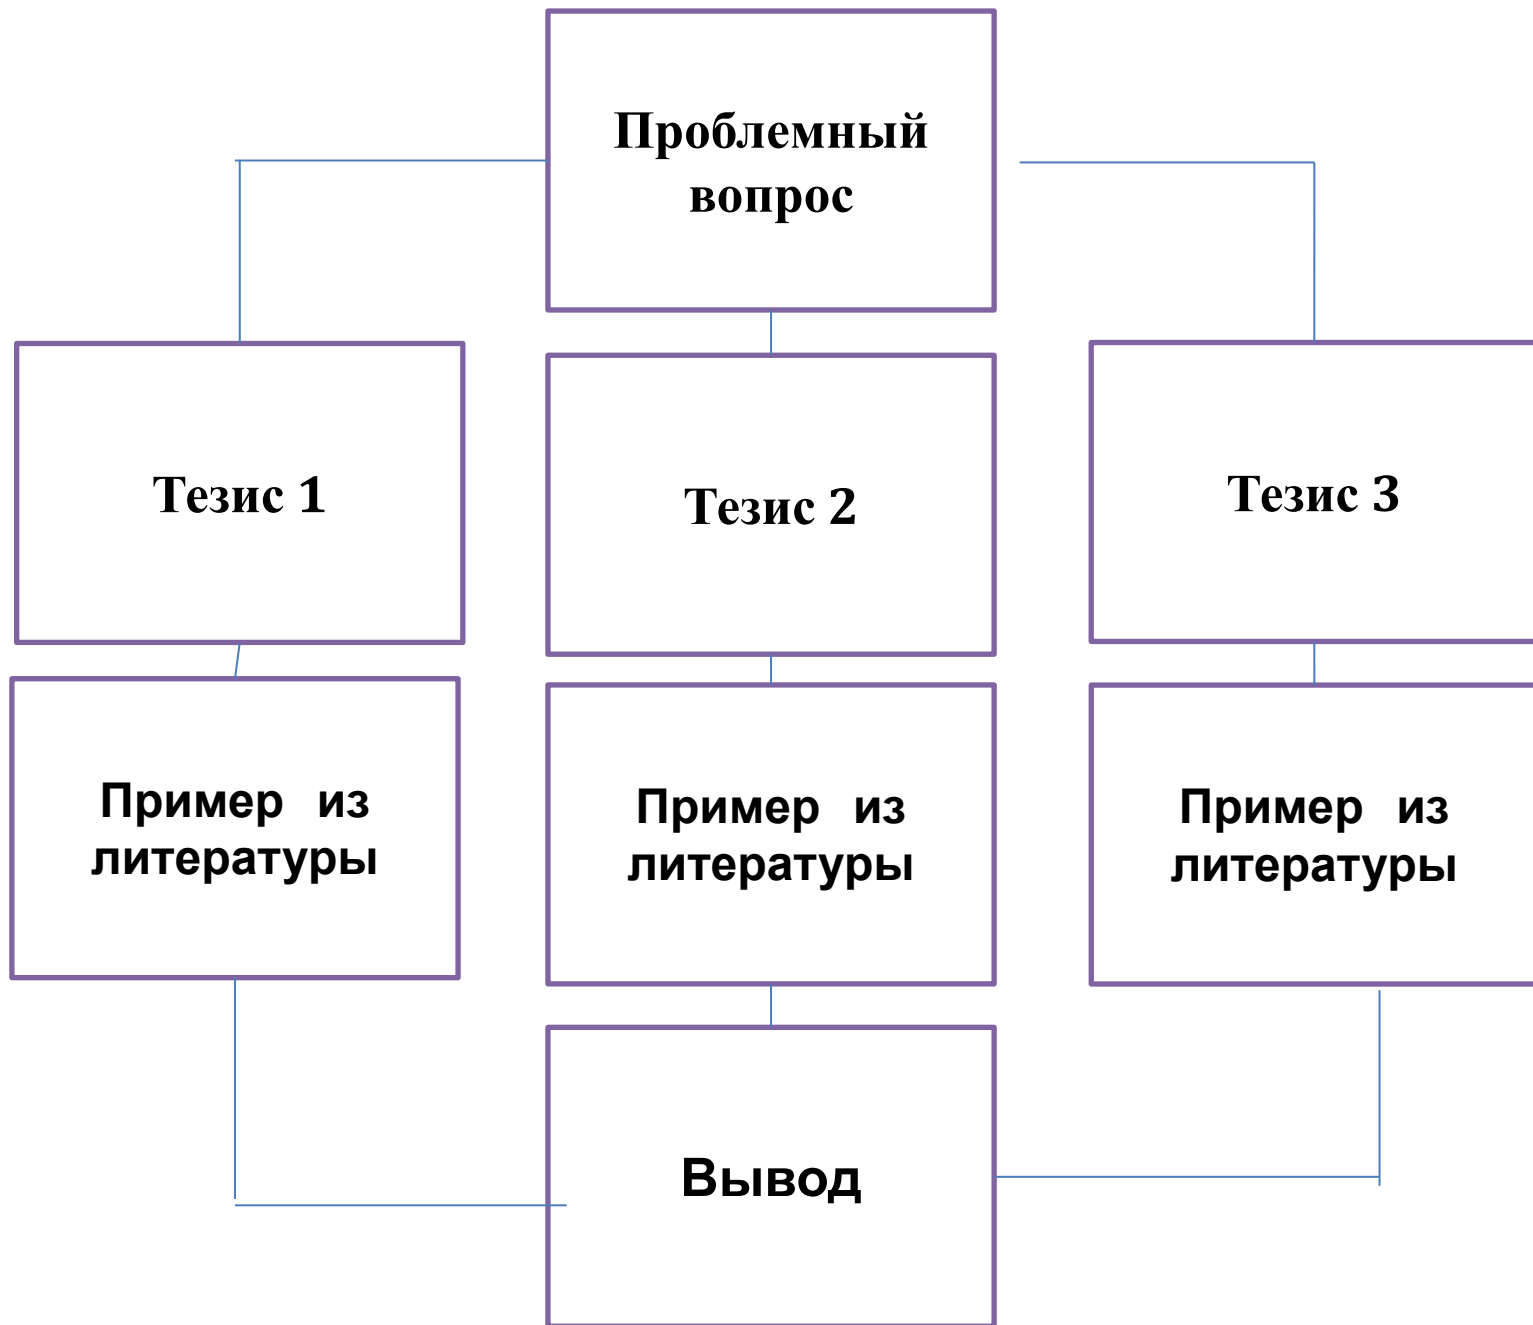 Проблемный
вопрос
Тезис 1
Тезис 2
Тезис 3
Пример из
литературы
Пример из
литературы
Пример из
литературы
Вывод